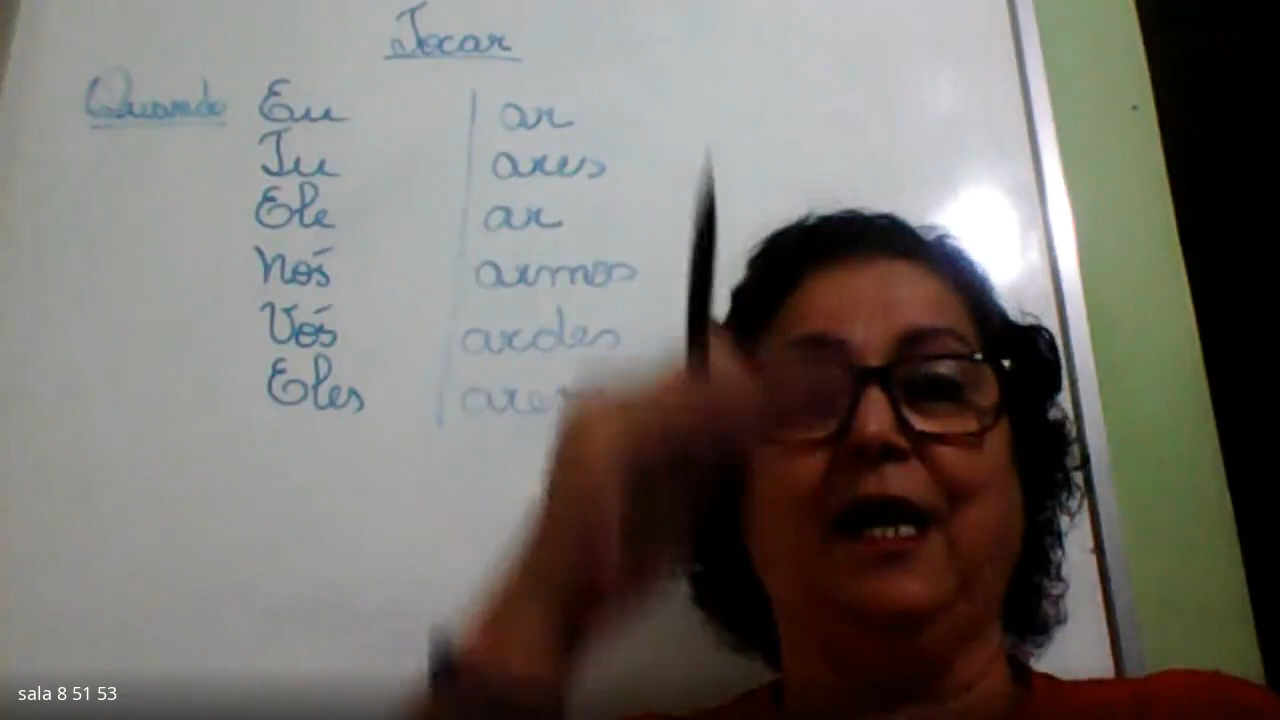 Tocar
Quando Eu | ar
Tu | ares
Ele | ar
Nós | armos
Vós | ardes
Eles |
sala 8 51 53